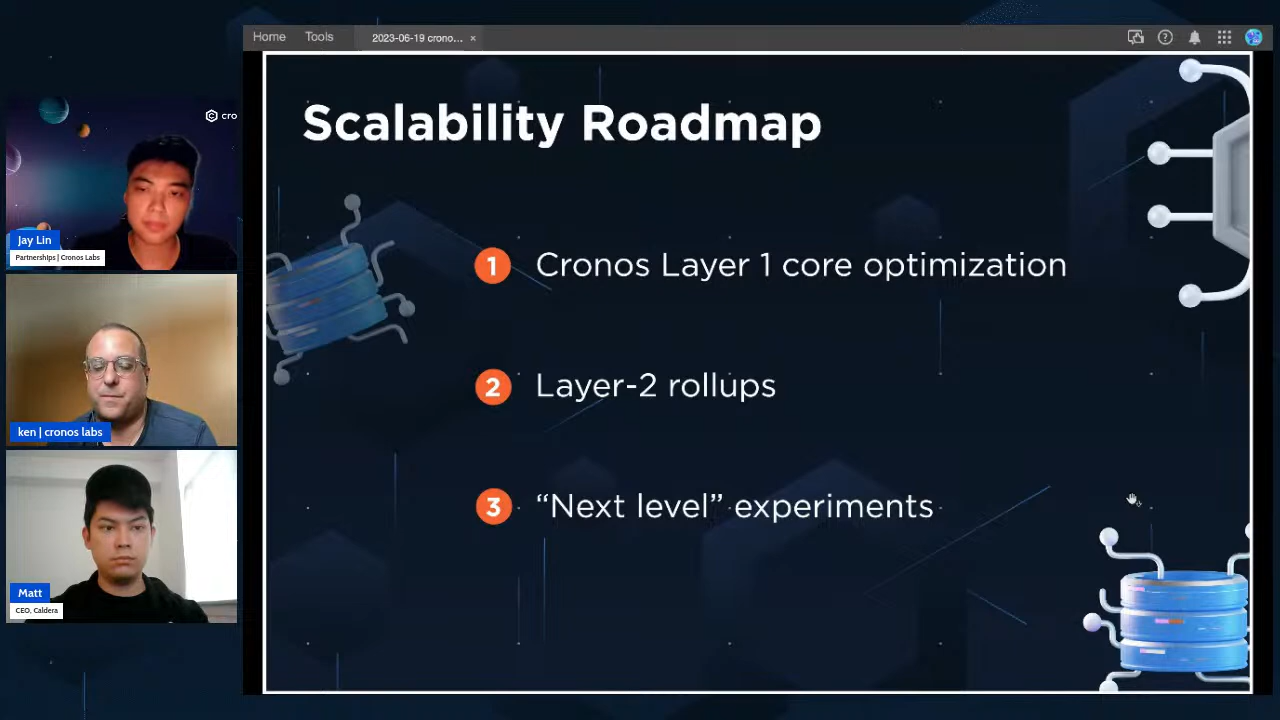 Home
Tools
2023-06-19 crono... ×
Scalability Roadmap
1 Cronos Layer 1 core optimization
2 Layer-2 rollups
3 “Next level” experiments
cro
Jay Lin
Partnerships | Cronos Labs
ken | cronos labs
Matt
CEO, Caldera